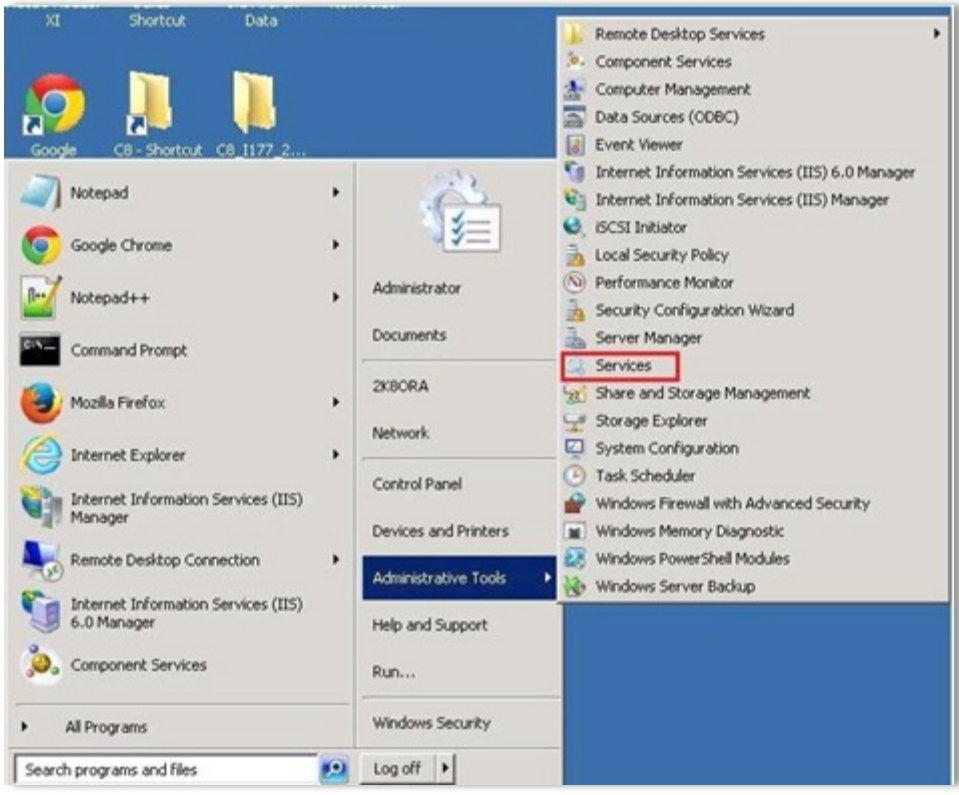 XI
Shortcut
Data
Google
C8 - Shortcut
C8_I177_2...
Notepad
Google Chrome
Notepad++
Command Prompt
Mozilla Firefox
Internet Explorer
Internet Information Services (IIS)
Manager
Remote Desktop Connection
Internet Information Services (IIS)
6.0 Manager
Component Services
All Programs
Search programs and files
Administrator
Documents
2K8ORA
Network
Control Panel
Devices and Printers
Administrative Tools
Help and Support
Run...
Windows Security
Log off
Remote Desktop Services
Component Services
Computer Management
Data Sources (ODBC)
Event Viewer
Internet Information Services (IIS) 6.0 Manager
Internet Information Services (IIS) Manager
iSCSI Initiator
Local Security Policy
Performance Monitor
Security Configuration Wizard
Server Manager
Services
Share and Storage Management
Storage Explorer
System Configuration
Task Scheduler
Windows Firewall with Advanced Security
Windows Memory Diagnostic
Windows PowerShell Modules
Windows Server Backup